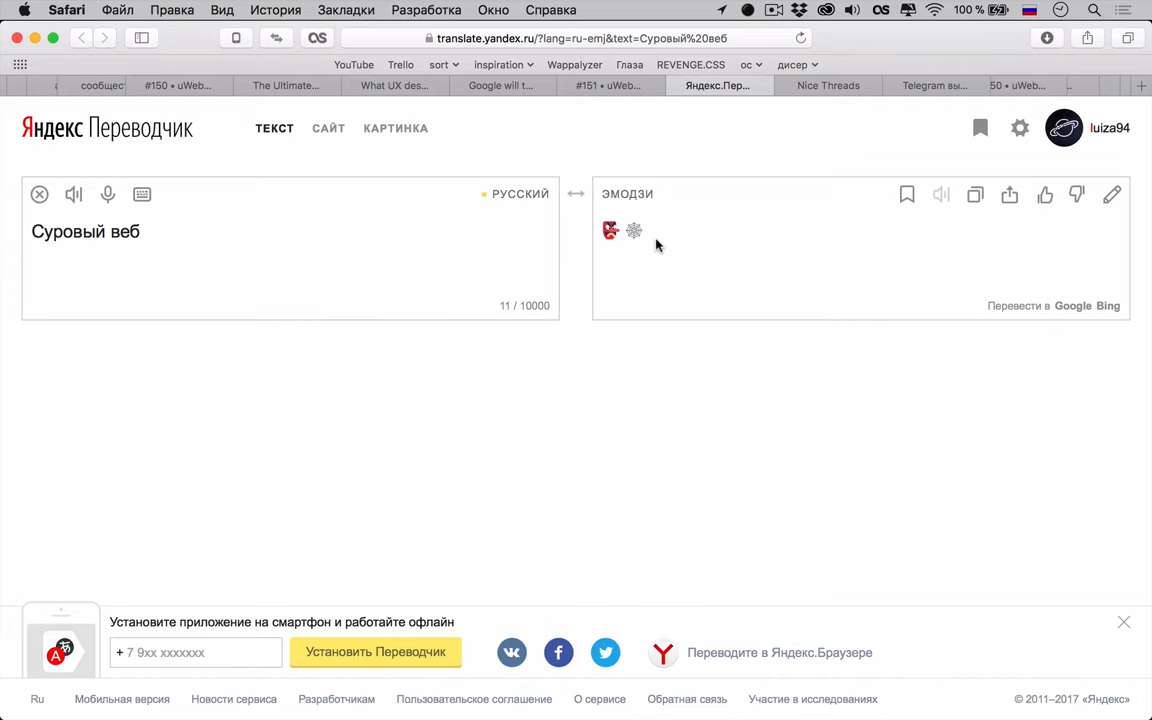 Safari Файл Правка Вид История Закладки Разработка Окно Справка 100 %
translate.yandex.ru/?lang=ru-emj&text=Суровый%20веб
YouTube Trello sort inspiration Wappalyzer Глаза REVENGE.CSS ос дисер
сообщес #150 • uWeb... The Ultimate... What UX des... Google will t... #151 • uWeb... Яндекс.Пер... Nice Threads Telegram вы... 50 • uWeb... ..
Яндекс Переводчик ТЕКСТ САЙТ КАРТИНКА luiza94
РУССКИЙ ЭМОДЗИ
Суровый веб 👺 🕸
11 / 10000 Перевести в Google Bing
Установите приложение на смартфон и работайте офлайн
+ 7 9xx xxxxxxx Установить Переводчик Переводите в Яндекс.Браузере
Ru Мобильная версия Новости сервиса Разработчикам Пользовательское соглашение О сервисе Обратная связь Участие в исследованиях © 2011–2017 «Яндекс»